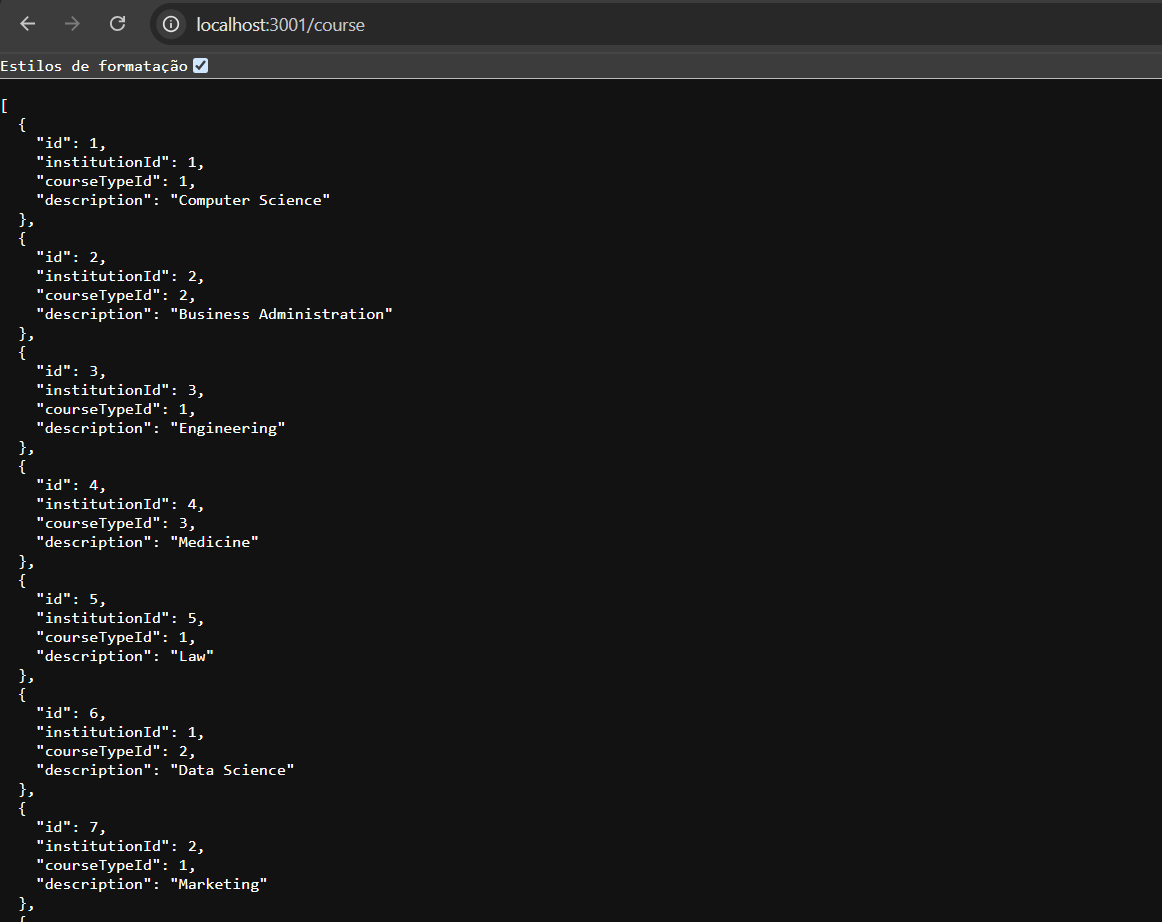 localhost:3001/course
Estilos de formatação
[
  {
    "id": 1,
    "institutionId": 1,
    "courseTypeId": 1,
    "description": "Computer Science"
  },
  {
    "id": 2,
    "institutionId": 2,
    "courseTypeId": 2,
    "description": "Business Administration"
  },
  {
    "id": 3,
    "institutionId": 3,
    "courseTypeId": 1,
    "description": "Engineering"
  },
  {
    "id": 4,
    "institutionId": 4,
    "courseTypeId": 3,
    "description": "Medicine"
  },
  {
    "id": 5,
    "institutionId": 5,
    "courseTypeId": 1,
    "description": "Law"
  },
  {
    "id": 6,
    "institutionId": 1,
    "courseTypeId": 2,
    "description": "Data Science"
  },
  {
    "id": 7,
    "institutionId": 2,
    "courseTypeId": 1,
    "description": "Marketing"
  },
  {